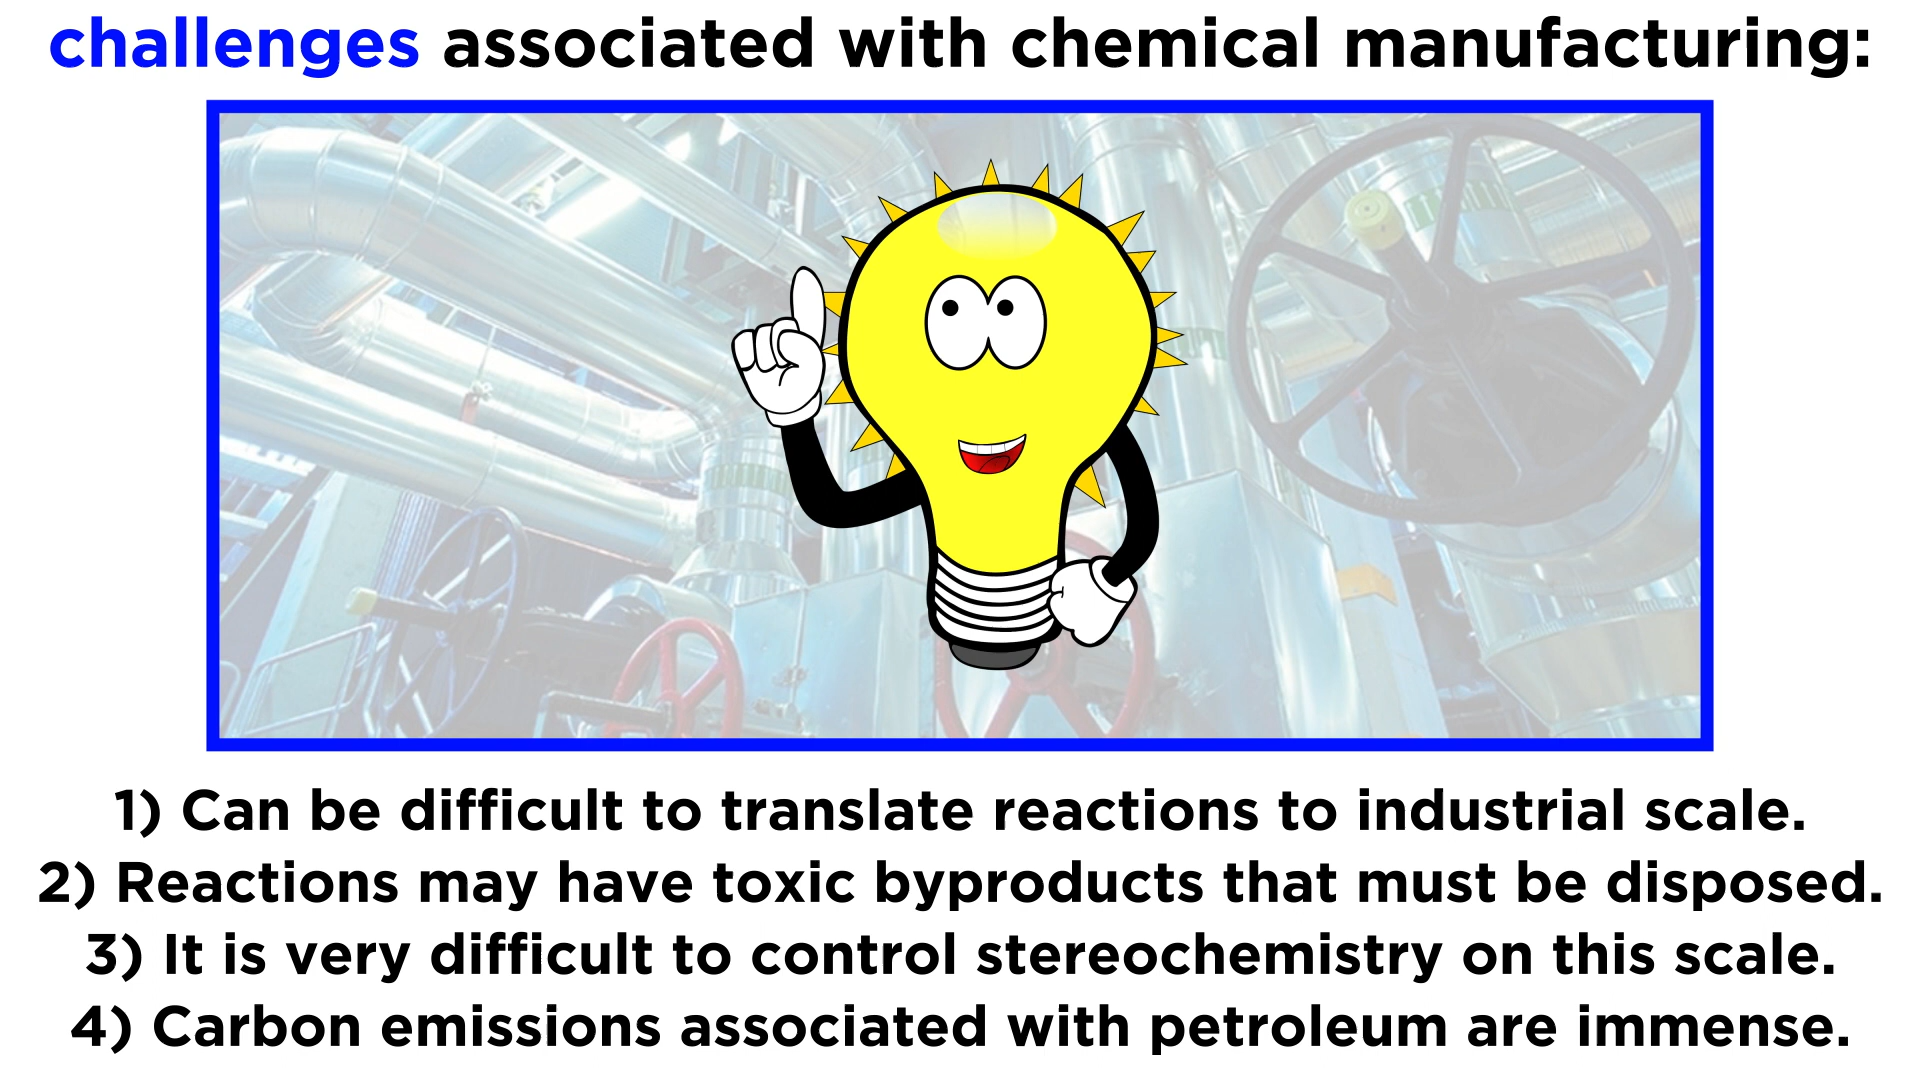 challenges associated with chemical manufacturing:
1) Can be difficult to translate reactions to industrial scale.
2) Reactions may have toxic byproducts that must be disposed.
3) It is very difficult to control stereochemistry on this scale.
4) Carbon emissions associated with petroleum are immense.